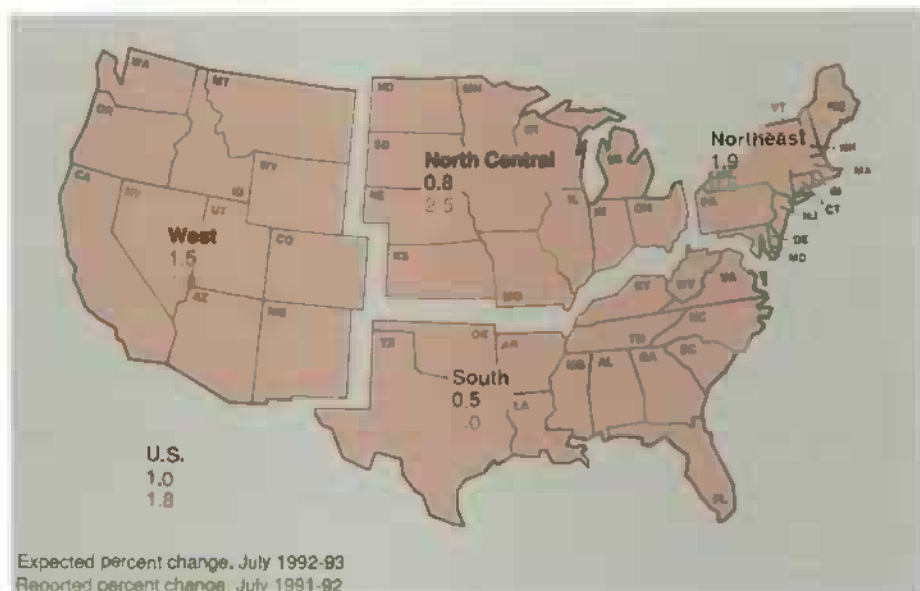 WA
MT
ND
MN
VT
OR
SD
Northeast
North Central
1.9
NH
MA
CA
NV
ID
WY
NE
0.8
IL
IN
OH
PA
RI
2.5
NJ CT
UT
West
CO
KS
DE
MD
1.5
MO
KY
WV
VA
AZ
NM
TX
OK
AR
TN
NC
South
MS
AL
GA
SC
0.5
LA
.0
U.S.
1.0
1.8
FL
Expected percent change, July 1992-93
Reported percent change, July 1991-92